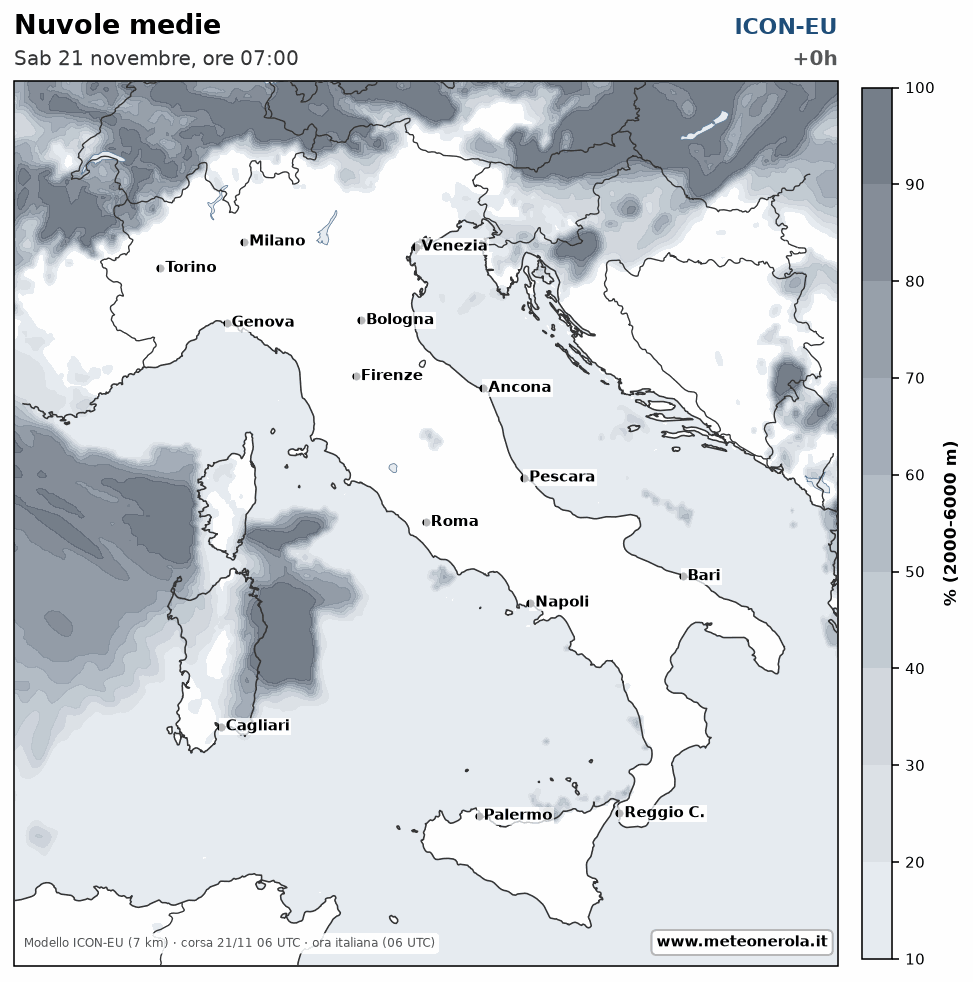 Nuvole medie
ICON-EU
Sab 21 novembre, ore 07:00
+0h
100
90
80
70
60
50
40
30
20
10
% (2000-6000 m)
Milano
Venezia
Torino
Genova
Bologna
Firenze
Ancona
Pescara
Roma
Bari
Napoli
Cagliari
Palermo
Reggio C.
Modello ICON-EU (7 km) · corsa 21/11 06 UTC · ora italiana (06 UTC)
www.meteonerola.it